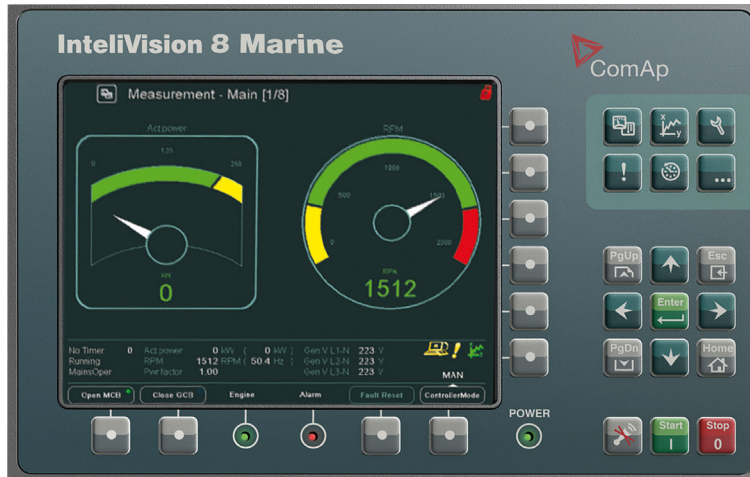 InteliVision 8 Marine
ComAp
Measurement - Main [1/8]
Act power
0 125 250
kW
0
RPM
0 500 1000 1500 2000
RPM
1512
No Timer 0 Act power 0 kW ( 0 kW ) Gen V L1-N 223 V
Running RPM 1512 RPM ( 50.4 Hz ) Gen V L2-N 223 V
MainsOper Pwr factor 1.00 Gen V L3-N 223 V
MAN
Open MCB Close GCB Engine Alarm Fault Reset ControllerMode
POWER
X Y
! ...
PgUp Esc
Enter
PgDn Home
Start Stop
I 0